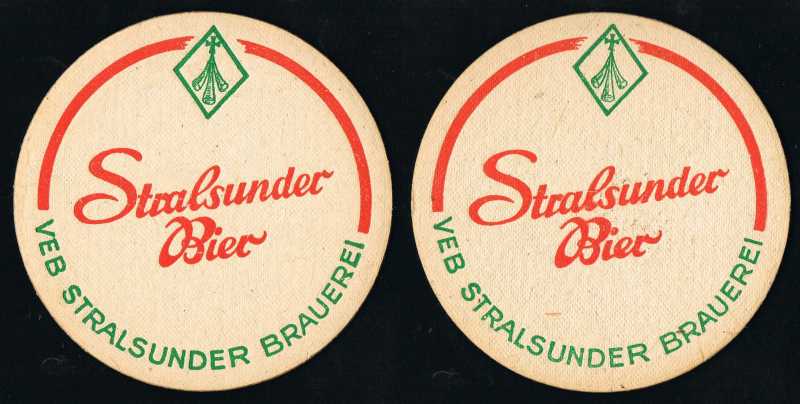 Stralsunder
Bier
VEB STRALSUNDER BRAUEREI
Stralsunder
Bier
VEB STRALSUNDER BRAUEREI